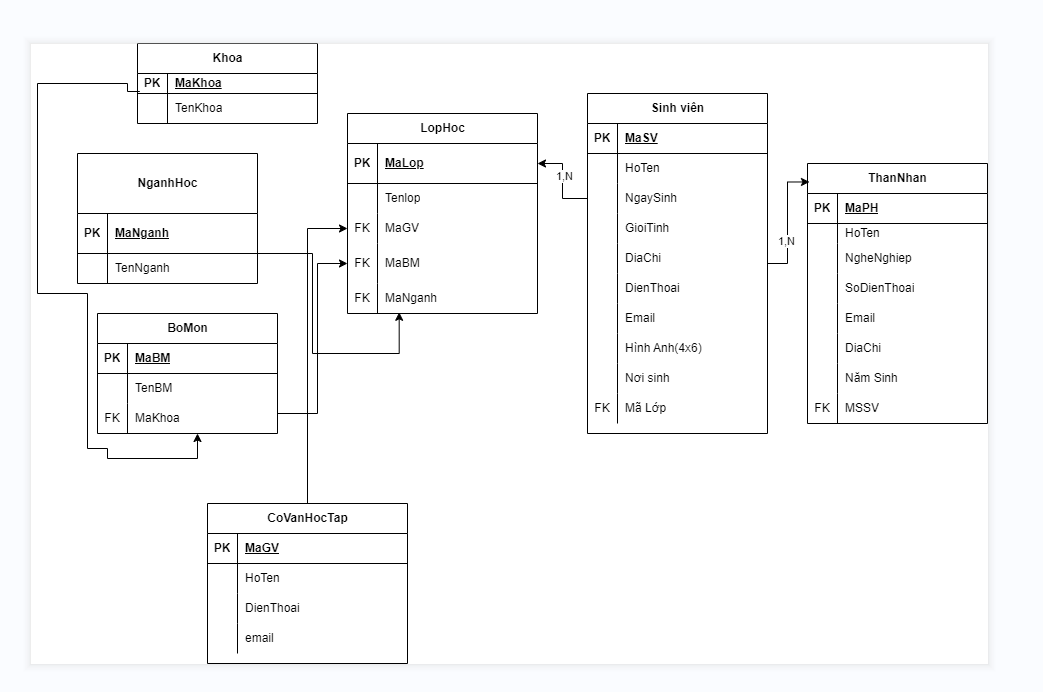 Khoa
PK MaKhoa
TenKhoa
NganhHoc
PK MaNganh
TenNganh
BoMon
PK MaBM
TenBM
FK MaKhoa
CoVanHocTap
PK MaGV
HoTen
DienThoai
email
LopHoc
PK MaLop
Tenlop
FK MaGV
FK MaBM
FK MaNganh
1,N
Sinh viên
PK MaSV
HoTen
NgaySinh
GioiTinh
DiaChi
DienThoai
Email
Hình Anh(4x6)
Nơi sinh
FK Mã Lớp
1,N
ThanNhan
PK MaPH
HoTen
NgheNghiep
SoDienThoai
Email
DiaChi
Năm Sinh
FK MSSV